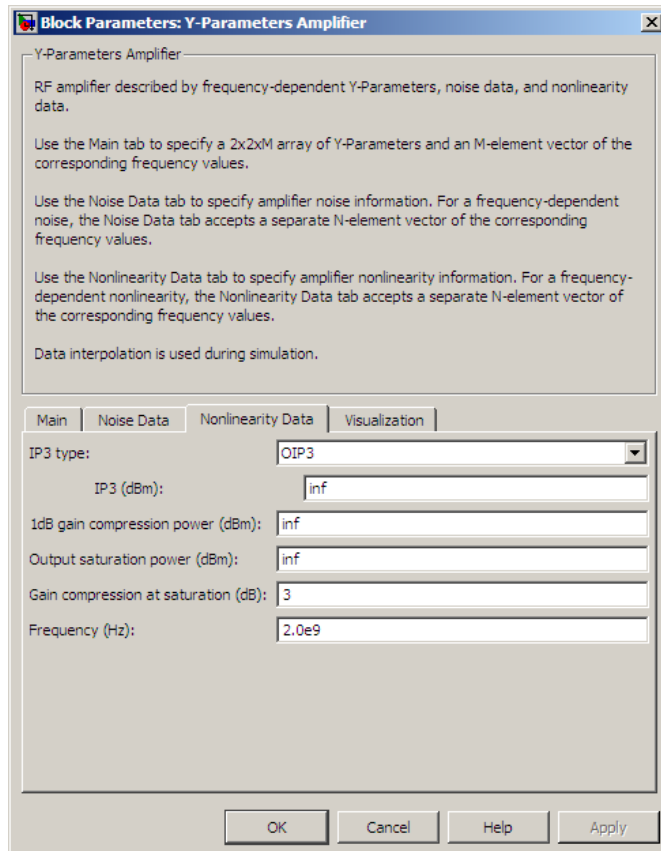 Block Parameters: Y-Parameters Amplifier
Y-Parameters Amplifier
RF amplifier described by frequency-dependent Y-Parameters, noise data, and nonlinearity
data.
Use the Main tab to specify a 2x2xM array of Y-Parameters and an M-element vector of the
corresponding frequency values.
Use the Noise Data tab to specify amplifier noise information. For a frequency-dependent
noise, the Noise Data tab accepts a separate N-element vector of the corresponding
frequency values.
Use the Nonlinearity Data tab to specify amplifier nonlinearity information. For a frequency-
dependent nonlinearity, the Nonlinearity Data tab accepts a separate N-element vector of
the corresponding frequency values.
Data interpolation is used during simulation.
Main Noise Data Nonlinearity Data Visualization
IP3 type: OIP3
IP3 (dBm): inf
1dB gain compression power (dBm): inf
Output saturation power (dBm): inf
Gain compression at saturation (dB): 3
Frequency (Hz): 2.0e9
OK Cancel Help Apply